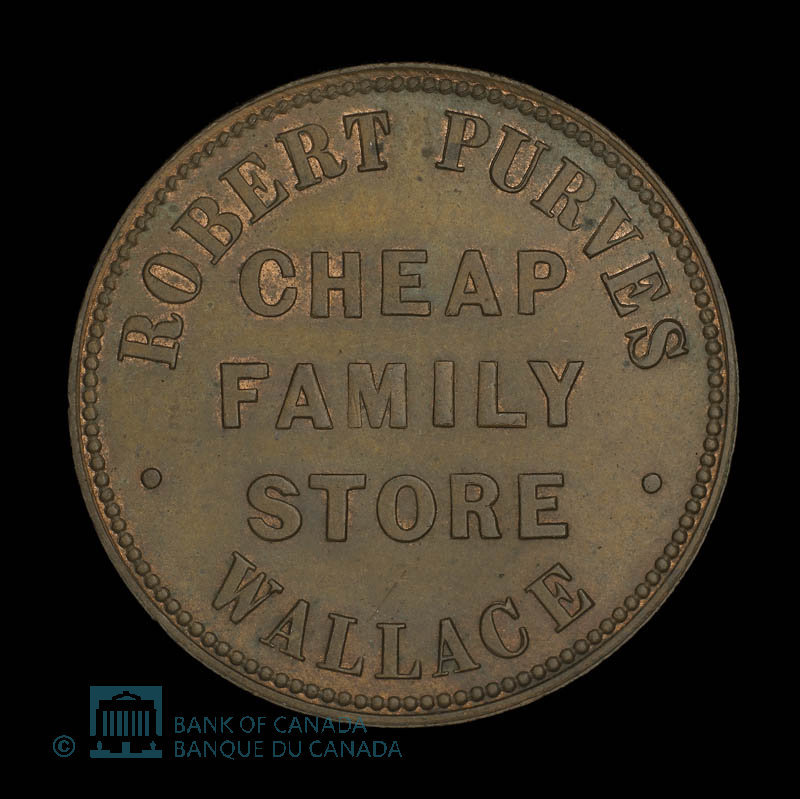 ROBERT PURVES
CHEAP
FAMILY
STORE
WALLACE
© BANK OF CANADA
BANQUE DU CANADA